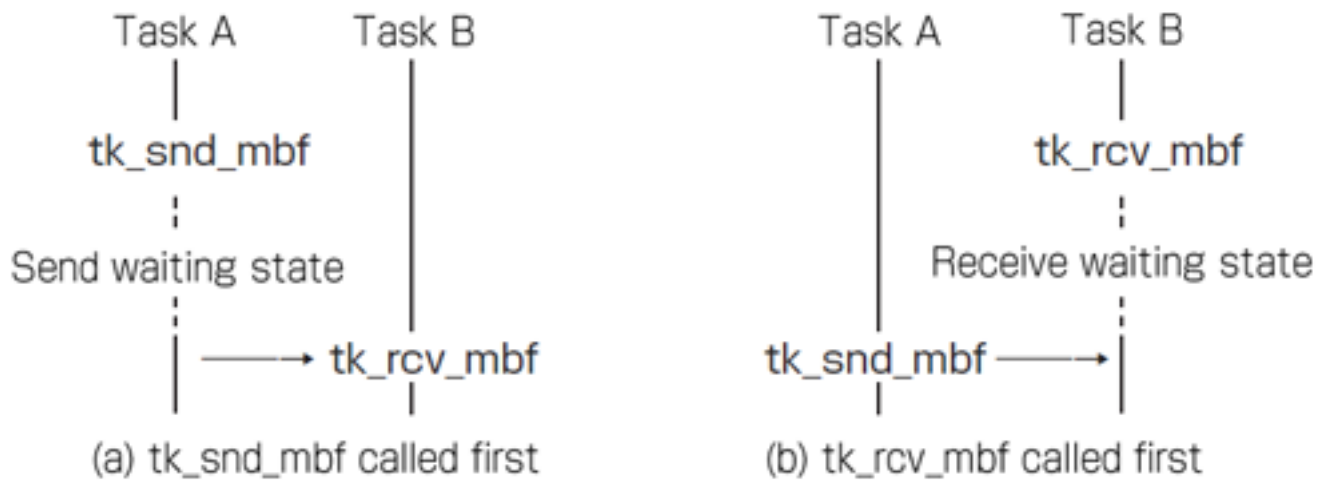 Task A Task B
tk_snd_mbf
Send waiting state
tk_rcv_mbf
(a) tk_snd_mbf called first
Task A Task B
tk_rcv_mbf
Receive waiting state
tk_snd_mbf
(b) tk_rcv_mbf called first